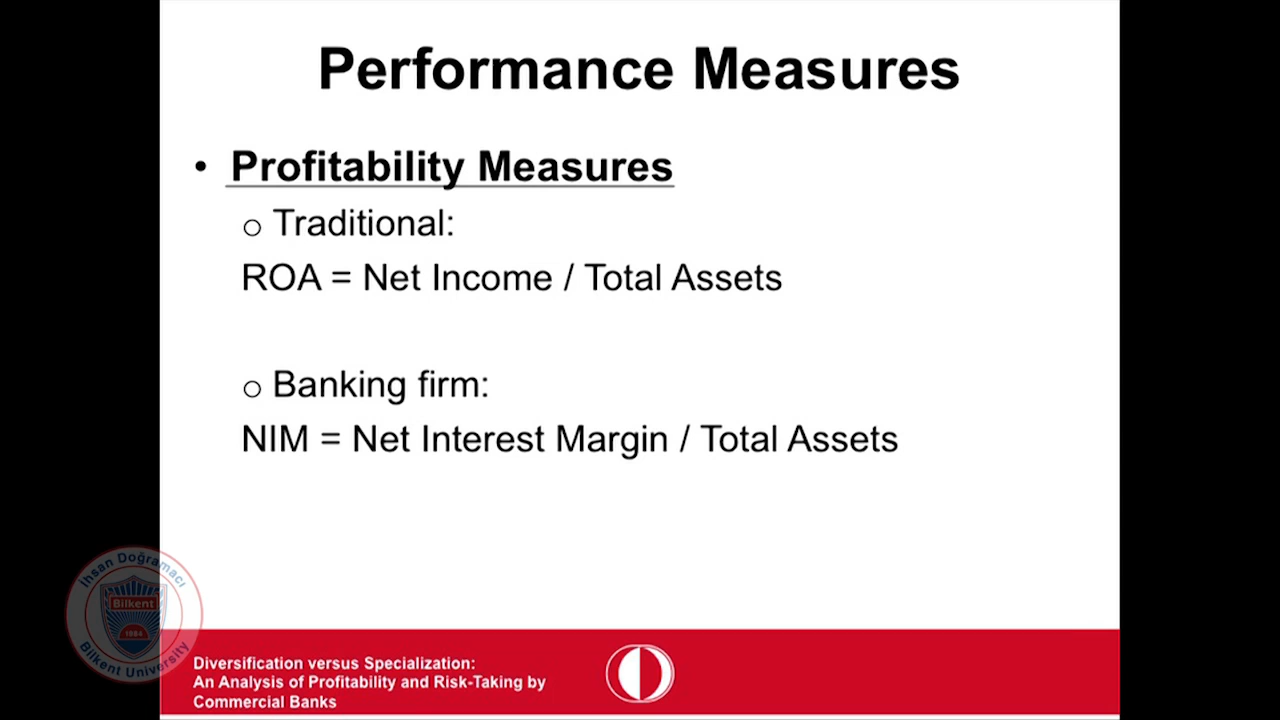 Performance Measures
• Profitability Measures
o Traditional:
ROA = Net Income / Total Assets
o Banking firm:
NIM = Net Interest Margin / Total Assets
İhsan Doğramacı
Bilkent
1984
Bilkent University
Diversification versus Specialization:
An Analysis of Profitability and Risk-Taking by
Commercial Banks